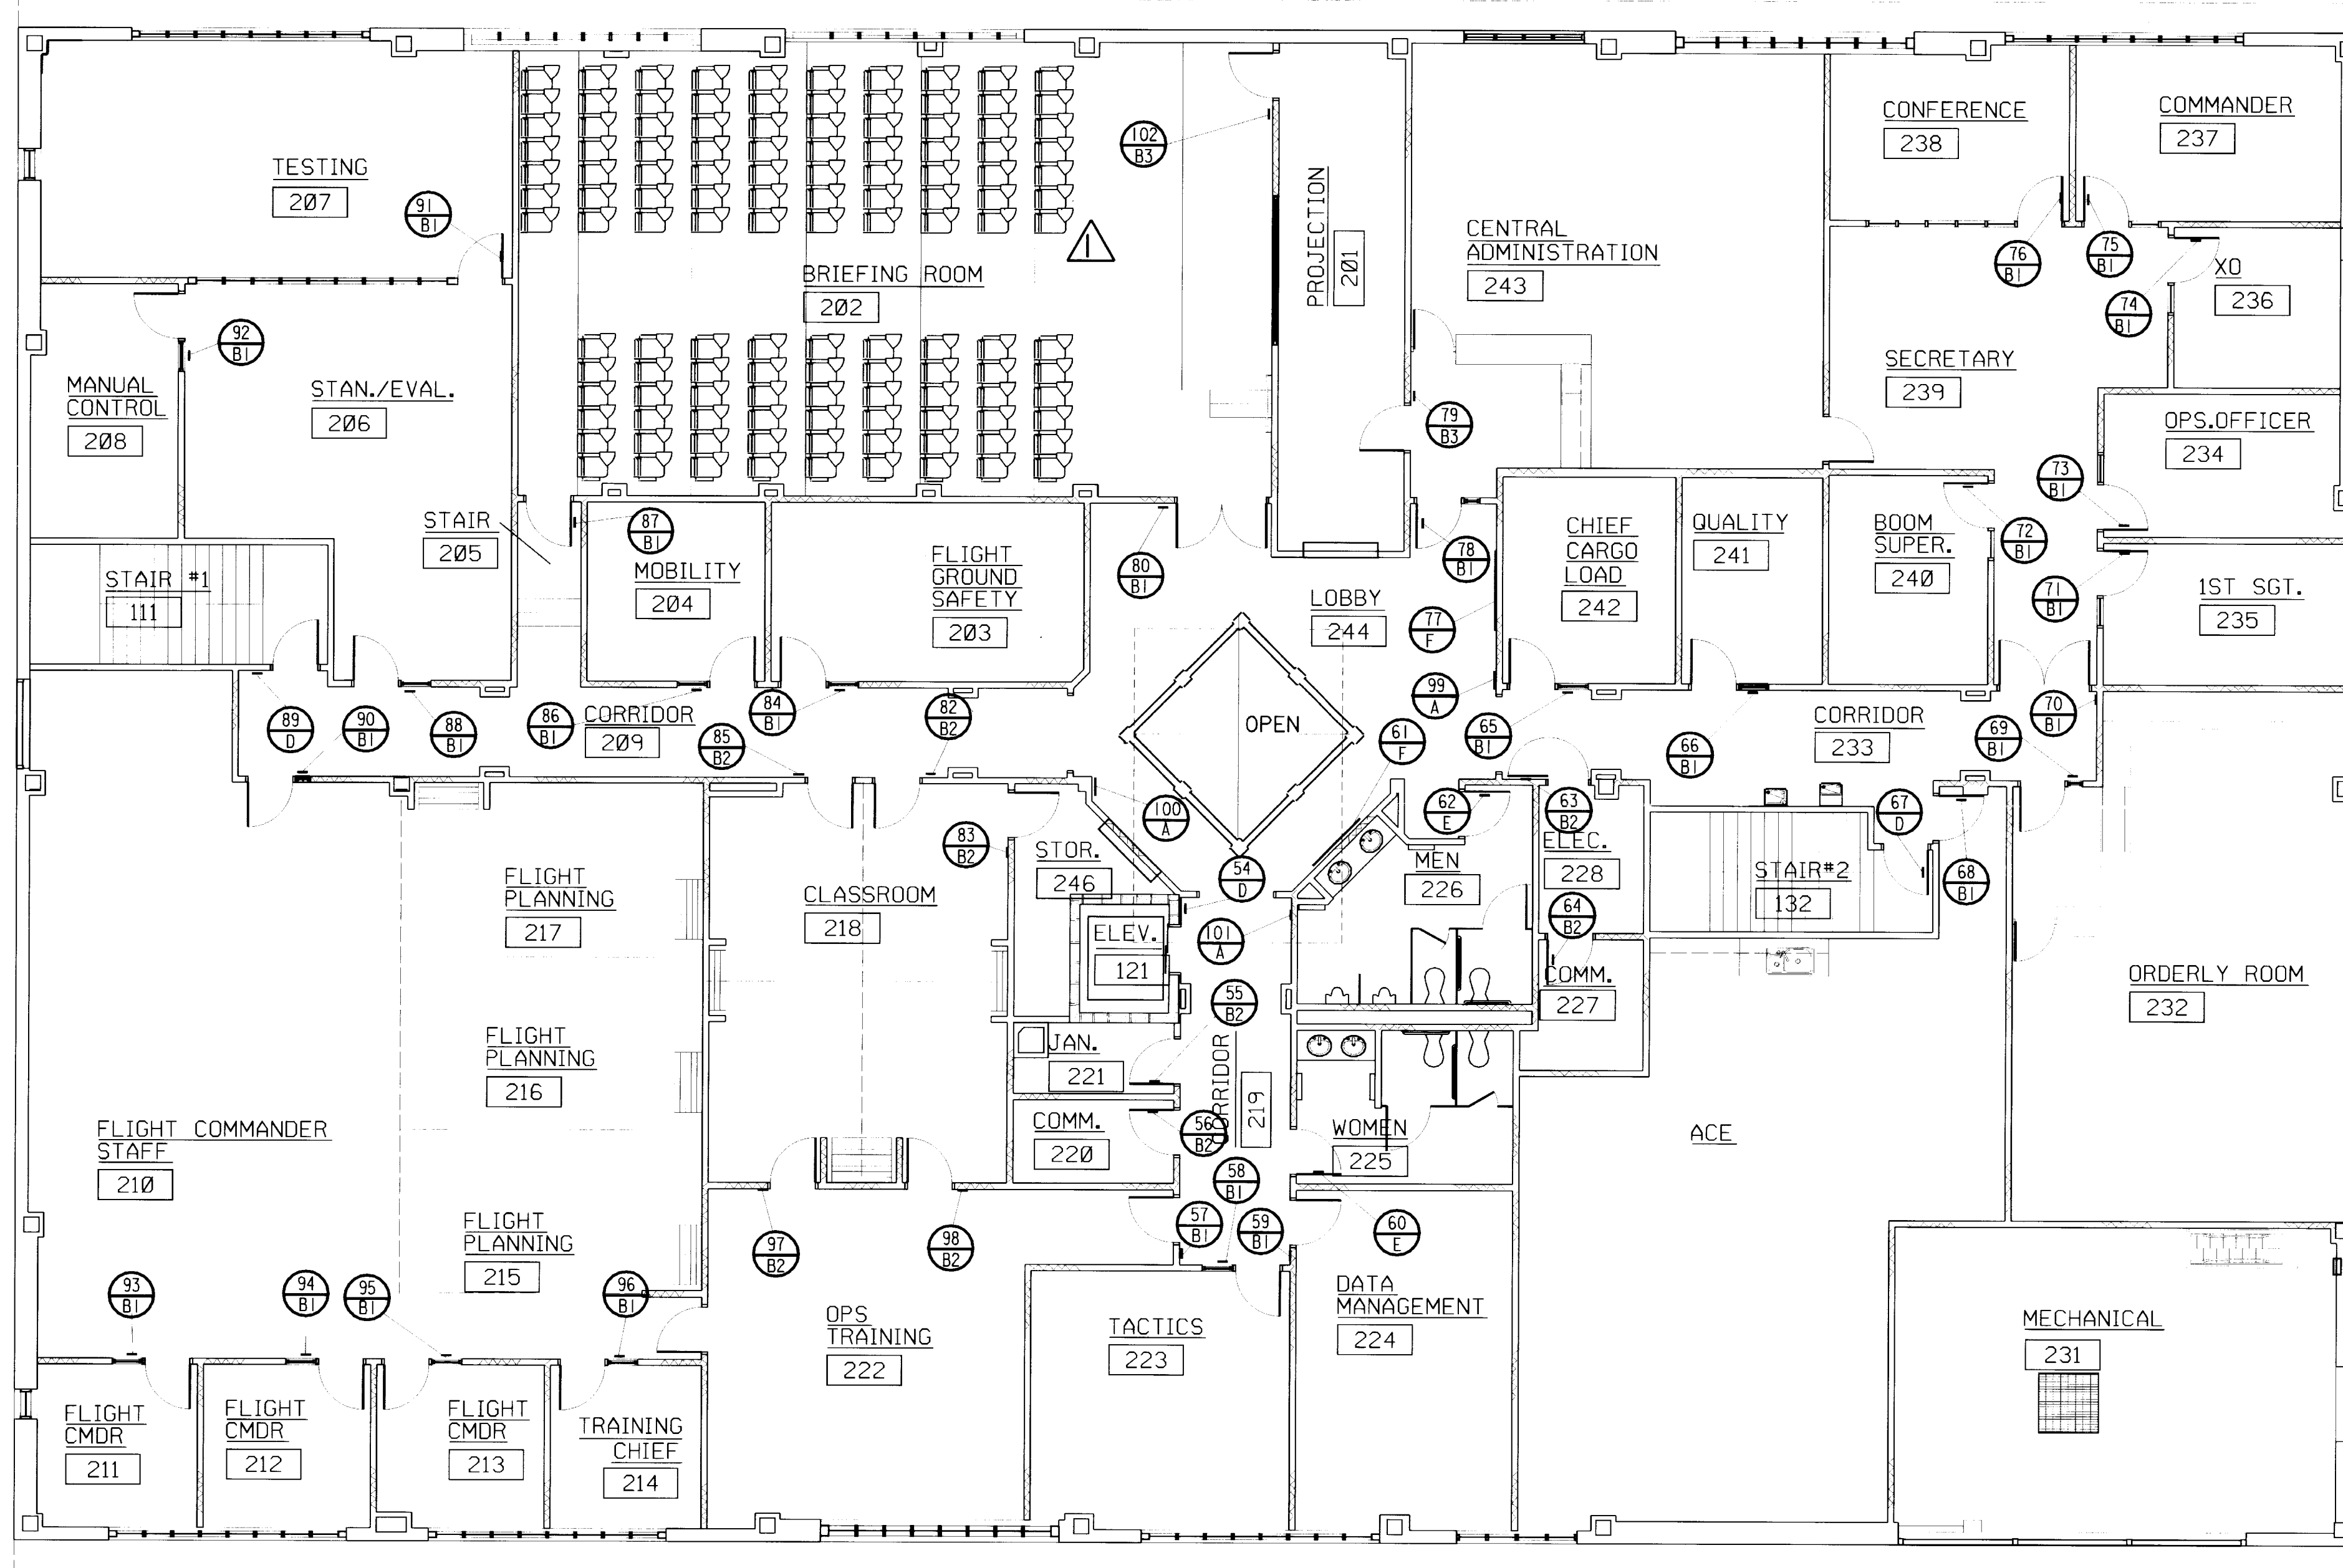 TESTING
207
91
B1
92
B1
MANUAL
CONTROL
208
STAN./EVAL.
206
BRIEFING ROOM
202
1
102
B3
PROJECTION
201
CENTRAL
ADMINISTRATION
243
CONFERENCE
238
COMMANDER
237
76
B1
75
B1
74
B1
XO
236
SECRETARY
239
79
B3
OPS.OFFICER
234
73
B1
72
B1
71
B1
1ST SGT.
235
STAIR
205
STAIR #1
111
87
B1
MOBILITY
204
FLIGHT
GROUND
SAFETY
203
80
B1
LOBBY
244
78
B1
77
F
99
A
CHIEF
CARGO
LOAD
242
QUALITY
241
BOOM
SUPER.
240
89
D
90
B1
88
B1
86
B1
CORRIDOR
209
85
B2
84
B1
82
B2
OPEN
61
F
65
B1
66
B1
CORRIDOR
233
69
B1
70
B1
83
B2
100
A
STOR.
246
54
D
62
E
63
B2
ELEC.
228
MEN
226
64
B2
STAIR#2
132
67
D
68
B1
FLIGHT
PLANNING
217
CLASSROOM
218
ELEV.
121
101
A
COMM.
227
ORDERLY ROOM
232
55
B2
FLIGHT
PLANNING
216
JAN.
221
CORRIDOR
219
COMM.
220
56
B2
WOMEN
225
ACE
FLIGHT COMMANDER
STAFF
210
58
B1
57
B1
59
B1
60
E
FLIGHT
PLANNING
215
97
B2
98
B2
93
B1
94
B1
95
B1
96
B1
OPS
TRAINING
222
TACTICS
223
DATA
MANAGEMENT
224
MECHANICAL
231
FLIGHT
CMDR
211
FLIGHT
CMDR
212
FLIGHT
CMDR
213
TRAINING
CHIEF
214